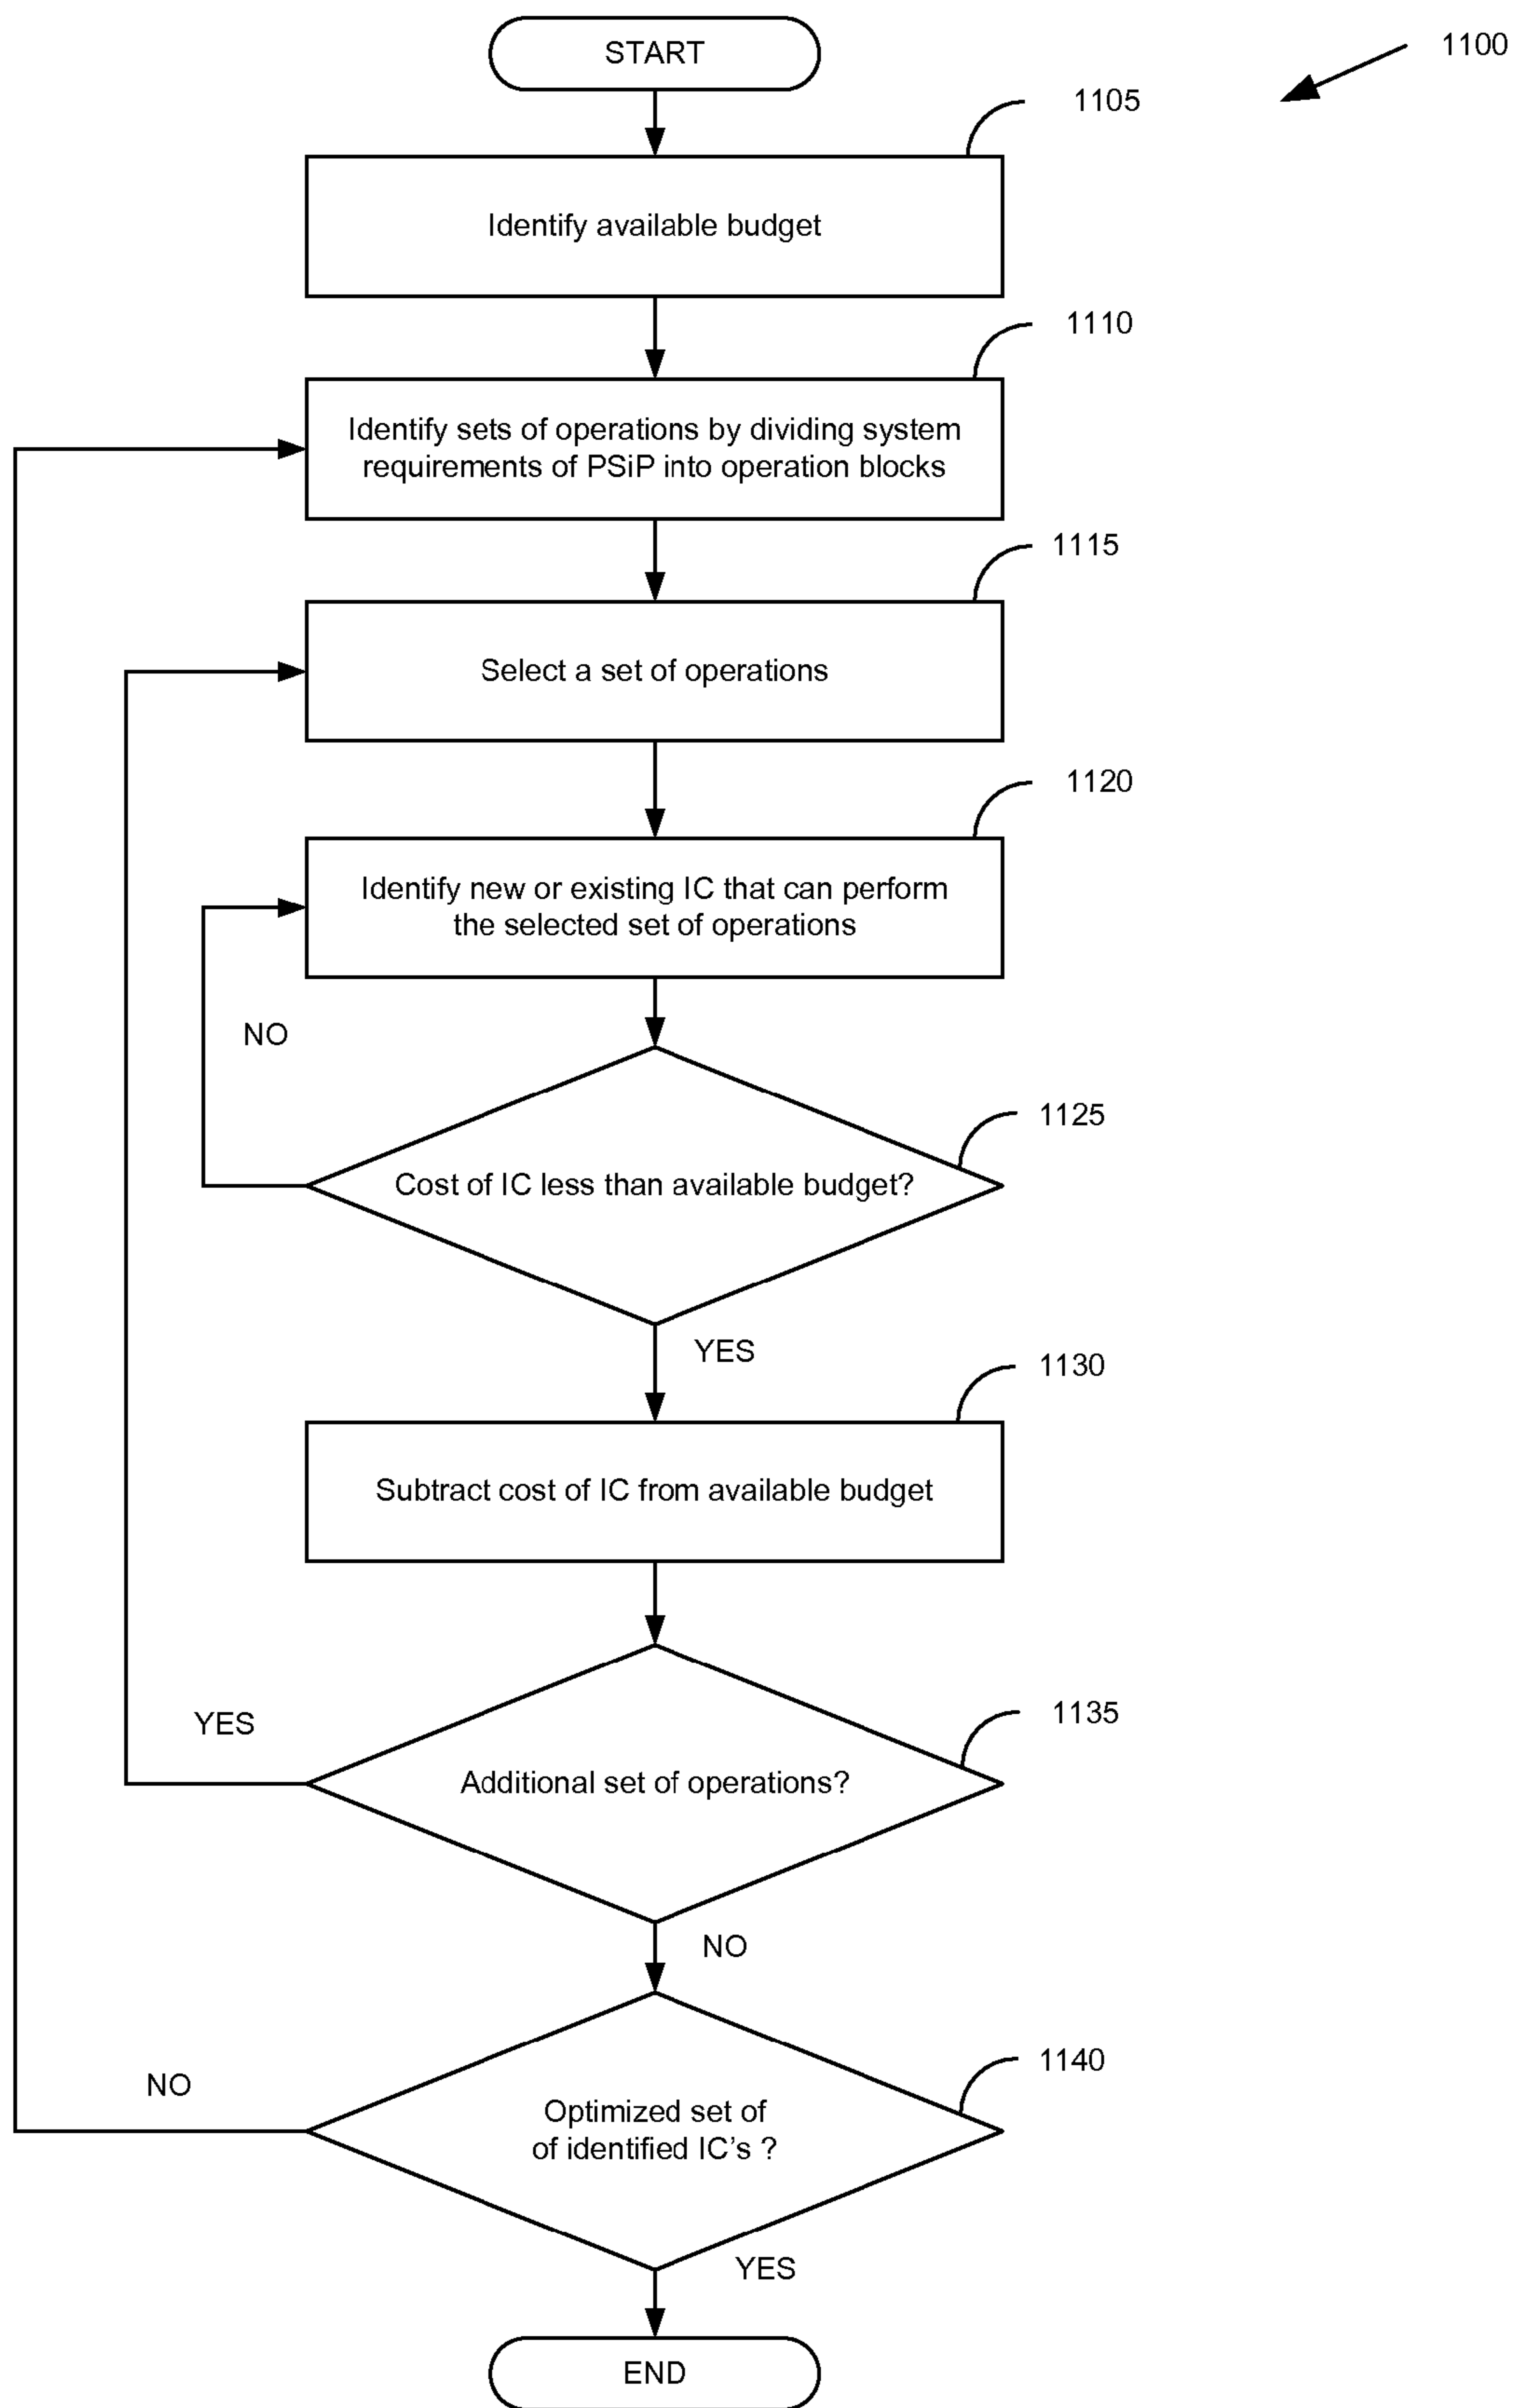 START
1100
1105
Identify available budget
1110
Identify sets of operations by dividing system
requirements of PSiP into operation blocks
1115
Select a set of operations
1120
Identify new or existing IC that can perform
the selected set of operations
NO
1125
Cost of IC less than available budget?
YES
1130
Subtract cost of IC from available budget
YES
1135
Additional set of operations?
NO
1140
NO
Optimized set of
of identified IC's ?
YES
END